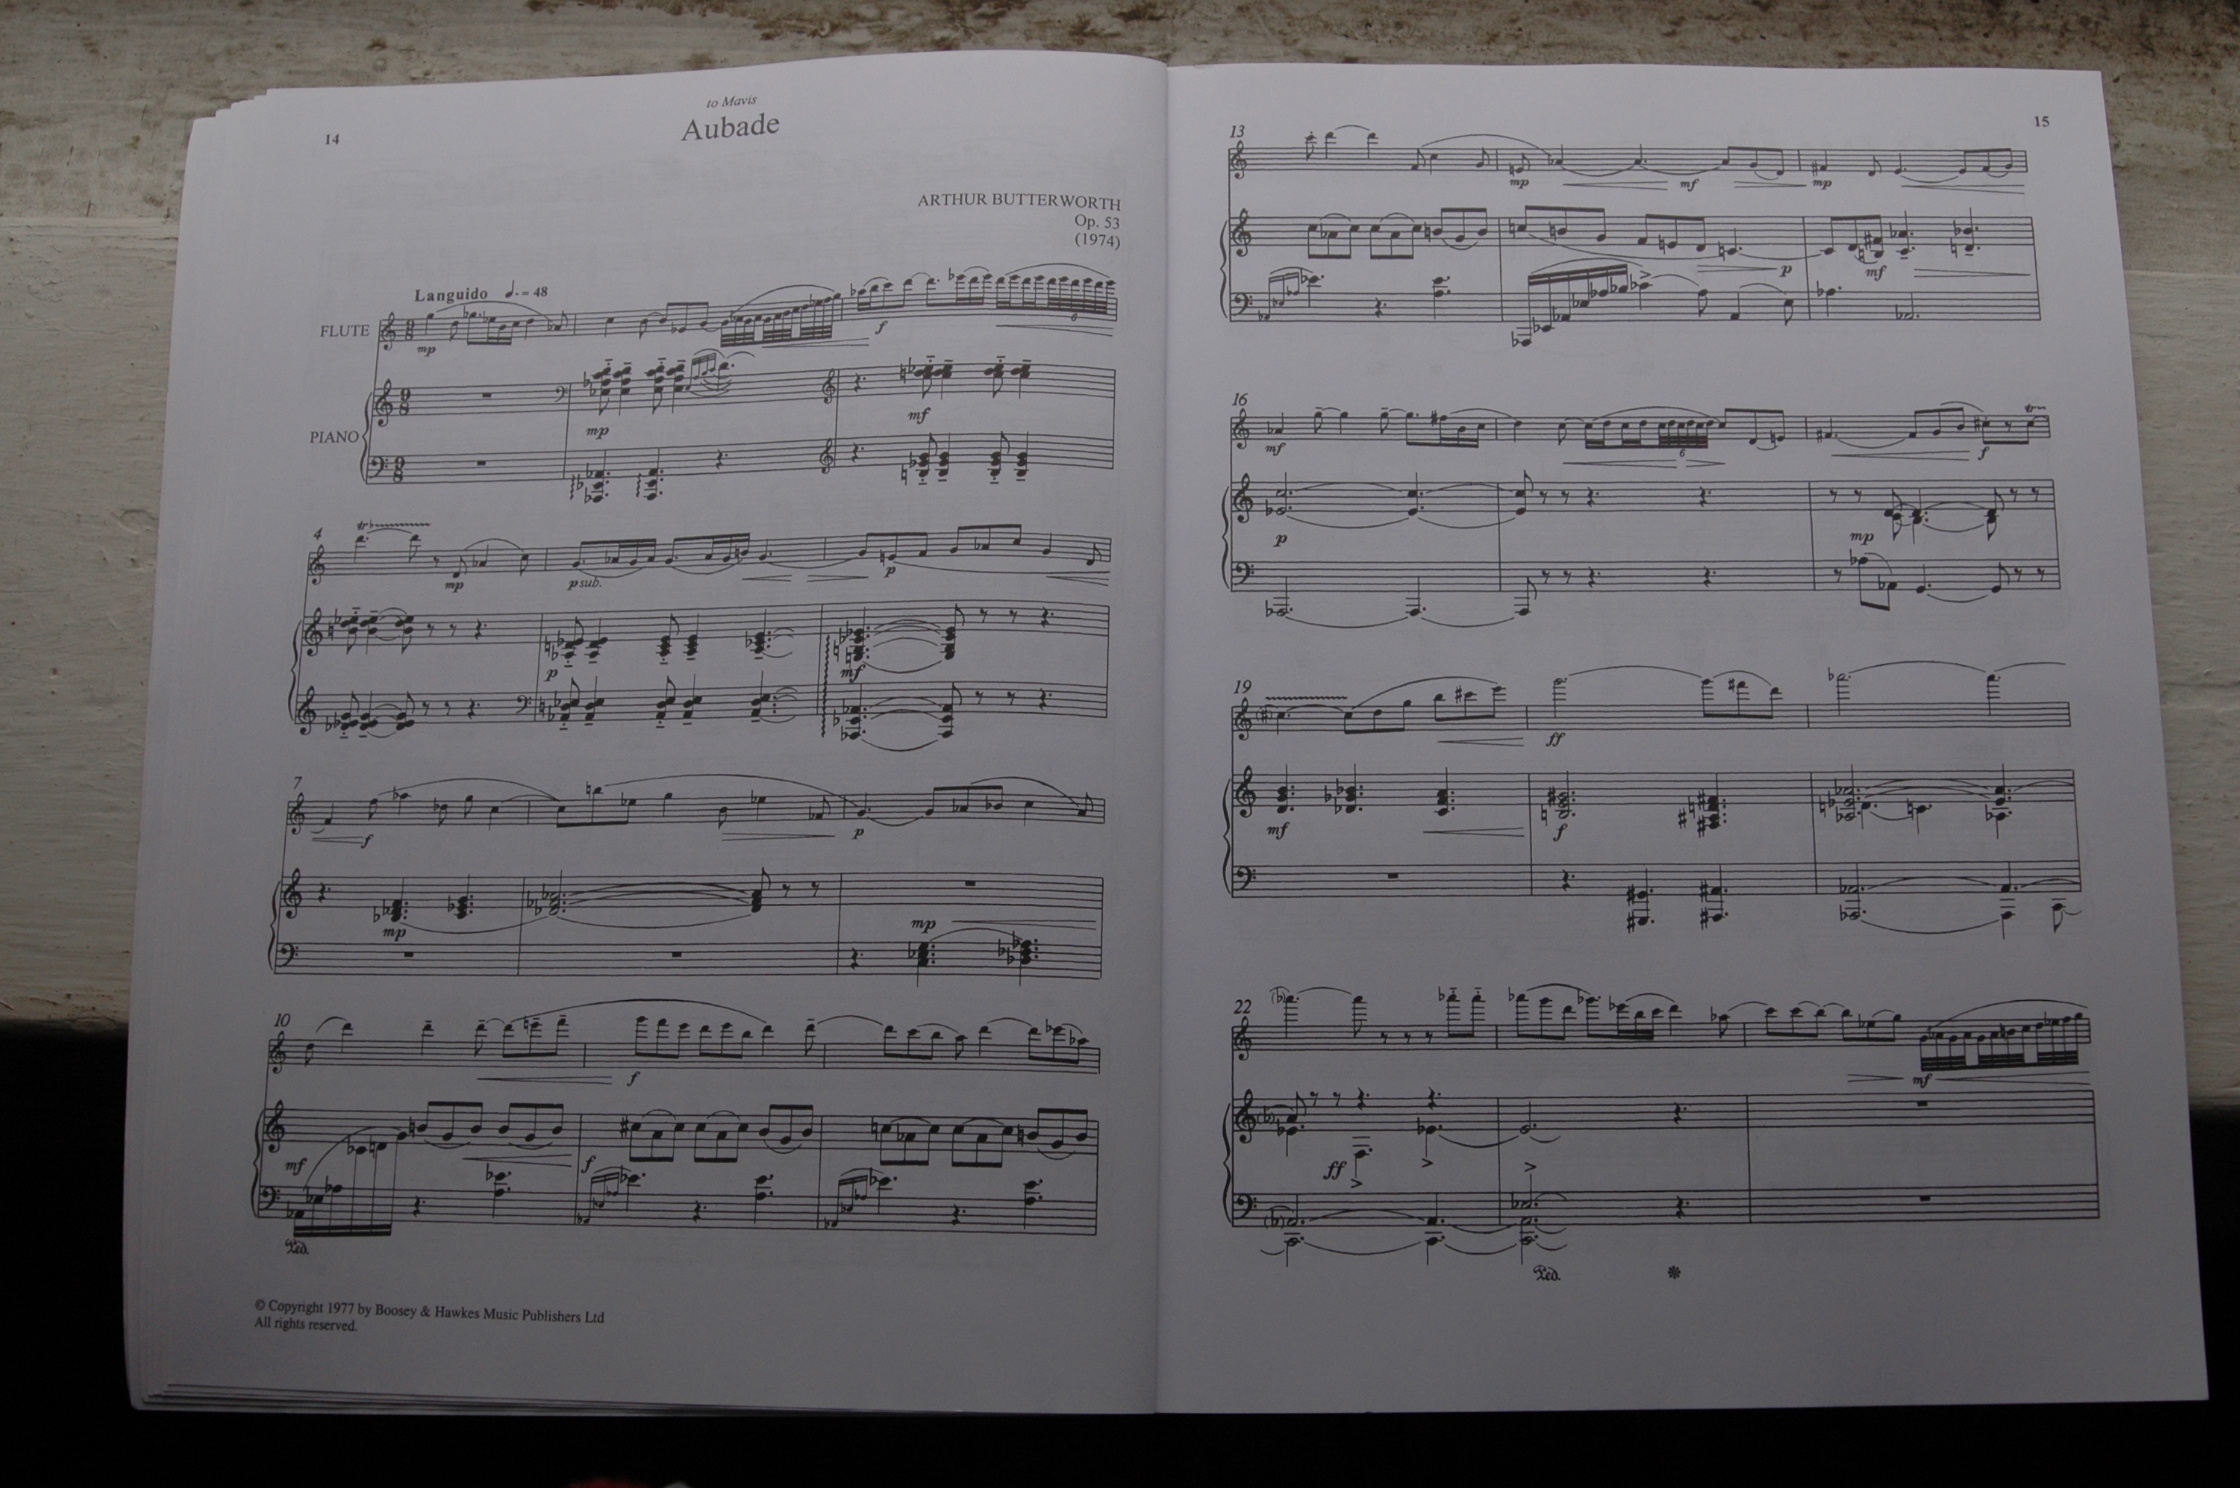 14
to Mavis
Aubade
ARTHUR BUTTERWORTH
Op. 53
(1974)
Languido ♩. = 48
FLUTE
mp
f
6
PIANO
mp
mf
4
tr♭
mp
p sub.
p
p
mf
7
f
p
mp
mp
10
f
mf
f
Ped.
© Copyright 1977 by Boosey & Hawkes Music Publishers Ltd
All rights reserved.
15
13
mp
mf
mp
p
mf
16
tr
mf
6
f
p
mp
19
ff
mf
f
22
mf
ff
Ped.